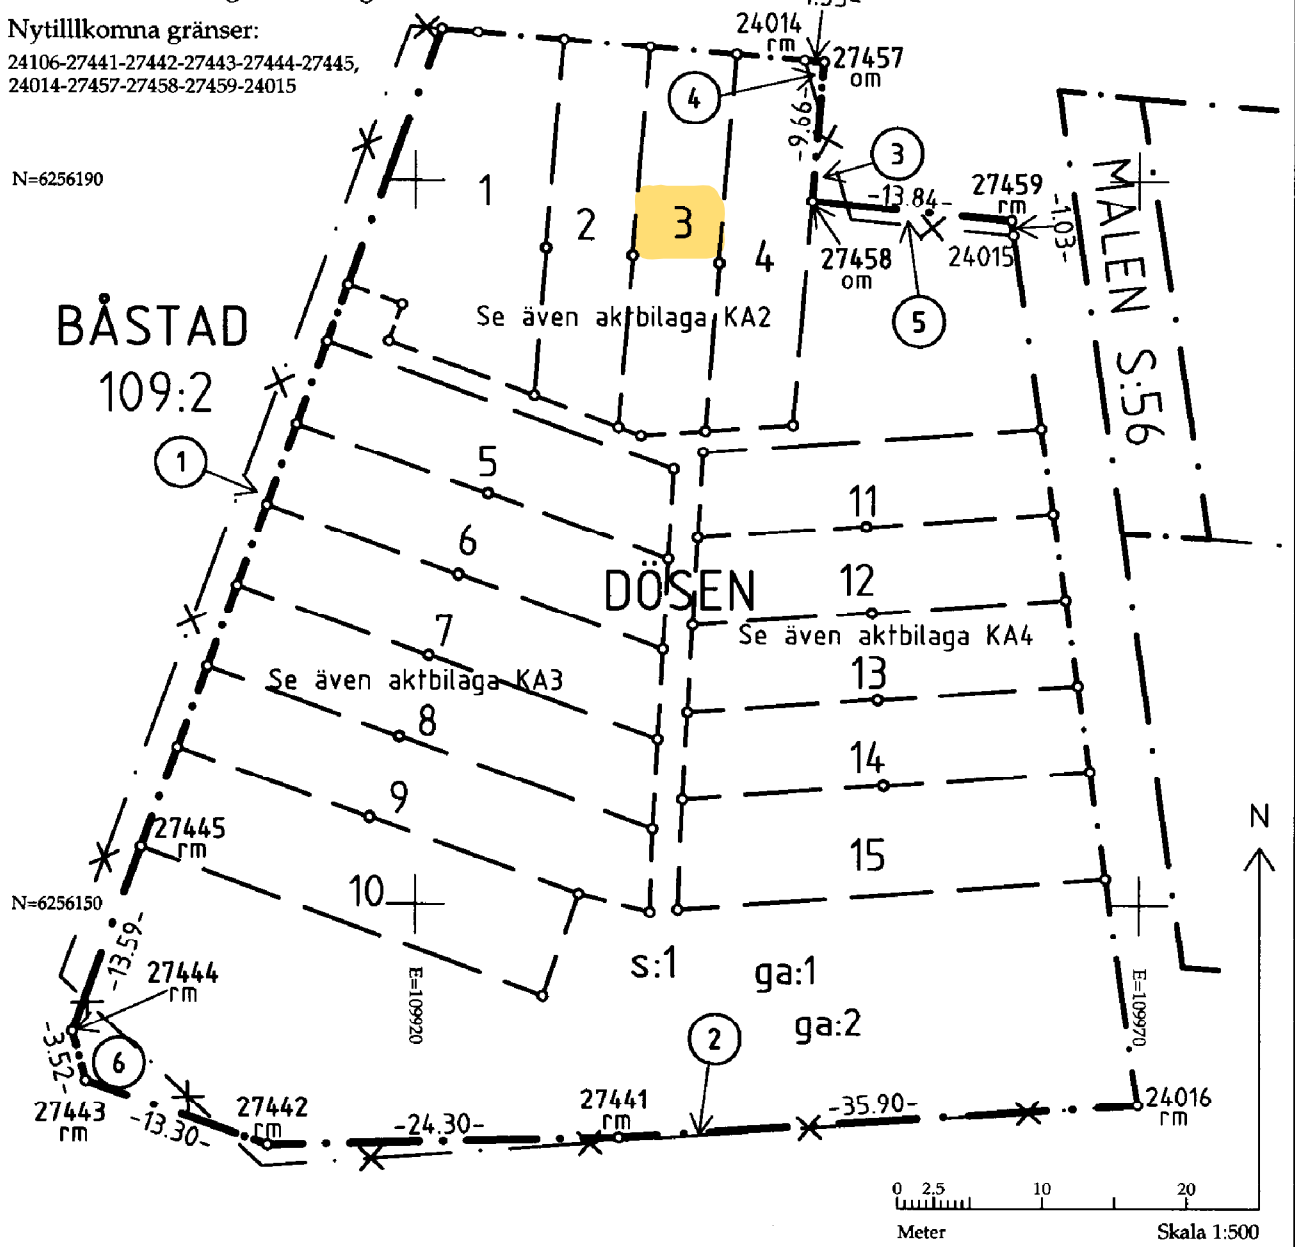 Nytilllkomna gränser:
24106-27441-27442-27443-27444-27445,
24014-27457-27458-27459-24015
24014
rm
27457
om
4
-9.66-
3
N=6256190
1
2
3
4
-13.84-
27459
rm
-1.03-
24015
27458
om
5
MALEN S:56
BÅSTAD
109:2
Se även aktbilaga KA2
1
5
6
7
8
9
10
11
12
13
14
15
DÖSEN
Se även aktbilaga KA4
Se även aktbilaga KA3
27445
rm
N=6256150
-13.59-
27444
rm
E=109920
s:1
ga:1
ga:2
E=109970
2
6
-3.52-
27443
rm
-13.30-
27442
rm
-24.30-
27441
rm
-35.90-
24016
rm
N
0 2.5 10 20
Meter Skala 1:500